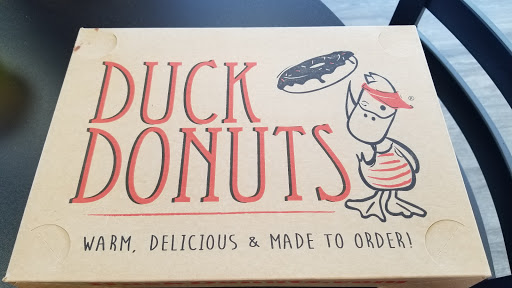 DUCK
DONUTS
®
WARM, DELICIOUS & MADE TO ORDER!